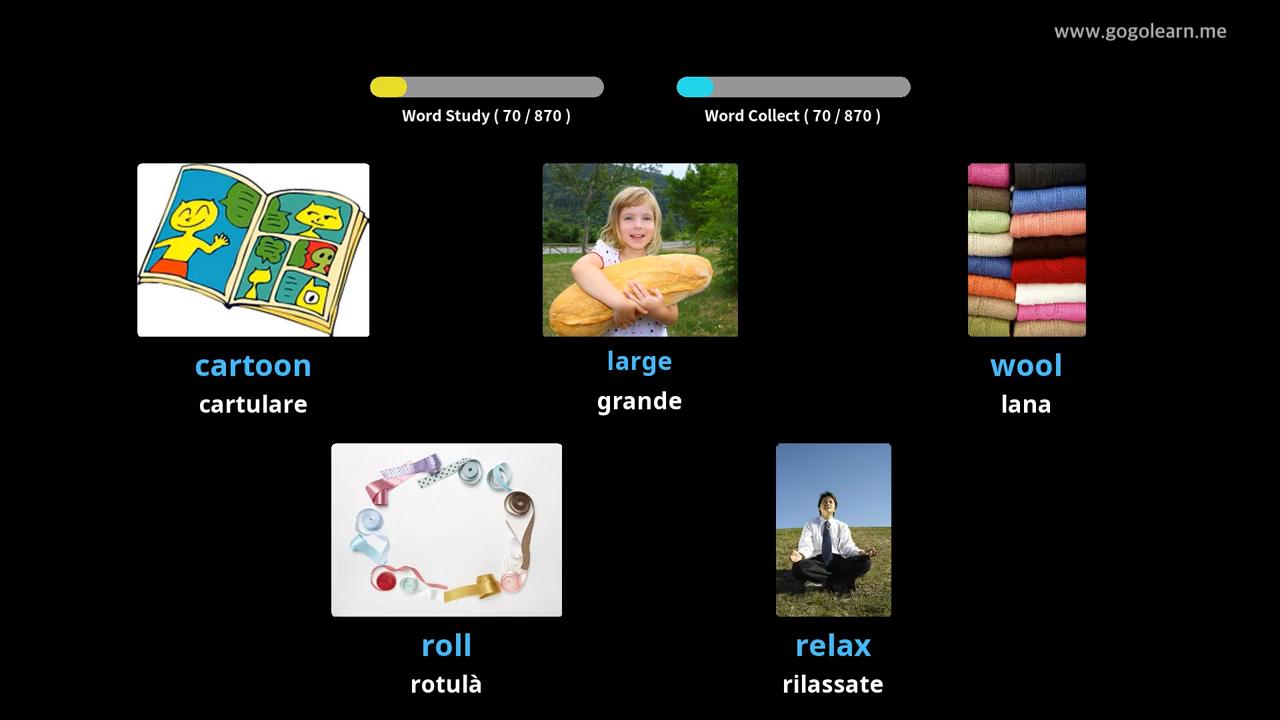 www.gogolearn.me
Word Study ( 70 / 870 )
Word Collect ( 70 / 870 )
cartoon
cartulare
large
grande
wool
lana
roll
rotulà
relax
rilassate